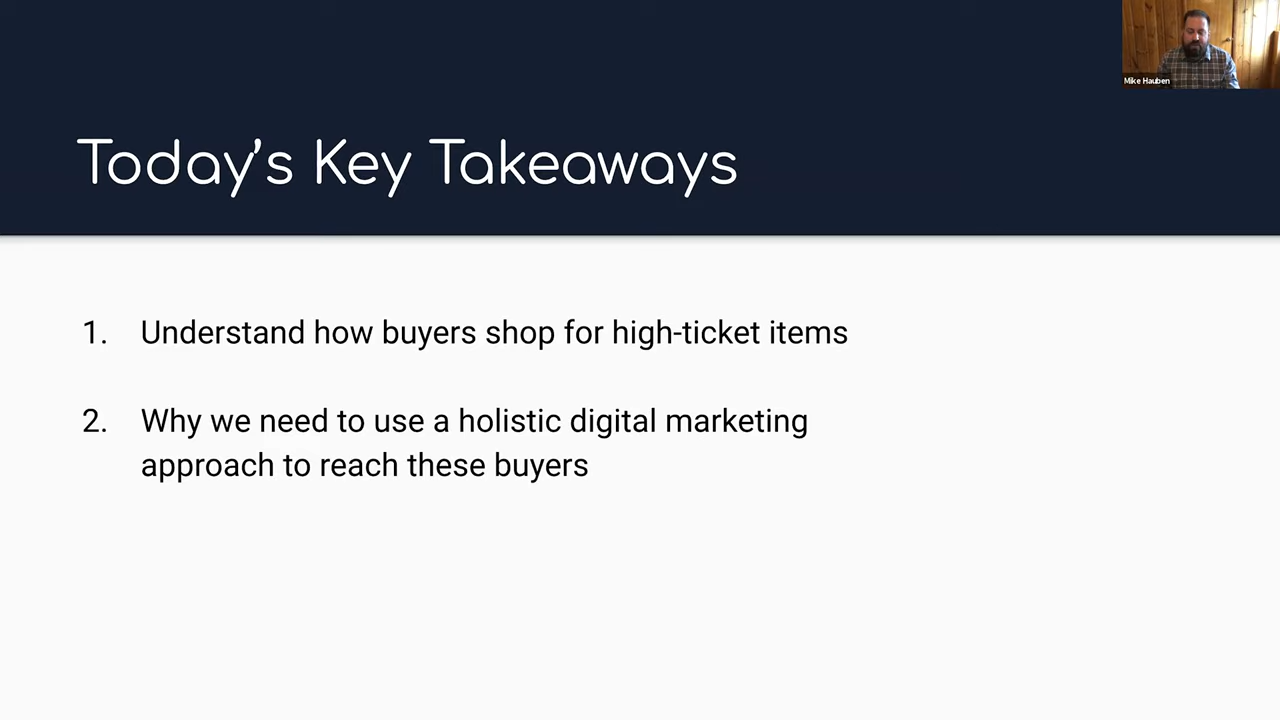 Mike Hauben
Today's Key Takeaways
1. Understand how buyers shop for high-ticket items
2. Why we need to use a holistic digital marketing
approach to reach these buyers